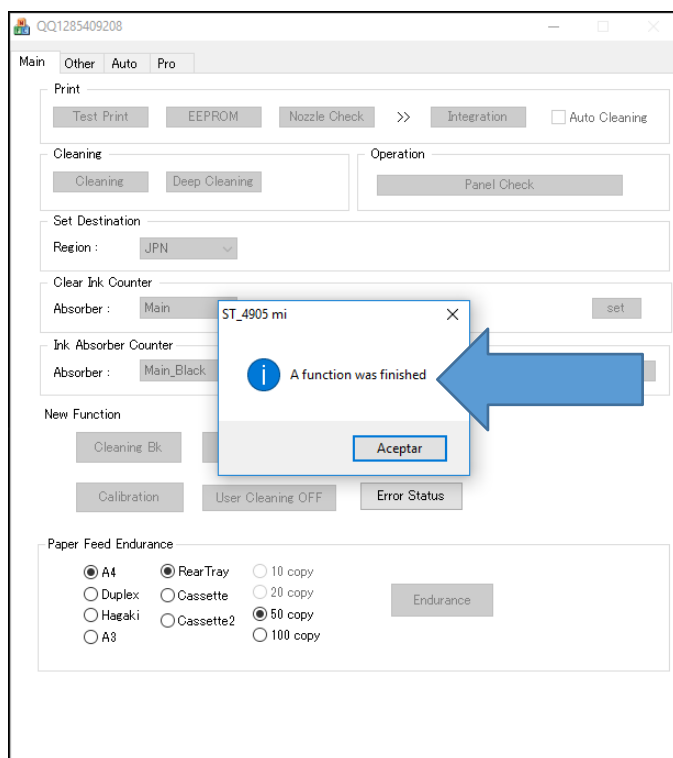 QQ1285409208
Main Other Auto Pro
Print
Test Print EEPROM Nozzle Check >> Integration Auto Cleaning
Cleaning Operation
Cleaning Deep Cleaning Panel Check
Set Destination
Region : JPN
Clear Ink Counter
Absorber : Main set
ST_4905 mi
Ink Absorber Counter
Absorber : Main_Black
A function was finished
New Function
Cleaning Bk Aceptar
Calibration User Cleaning OFF Error Status
Paper Feed Endurance
A4 RearTray 10 copy
Duplex Cassette 20 copy Endurance
Hagaki Cassette2 50 copy
A3 100 copy